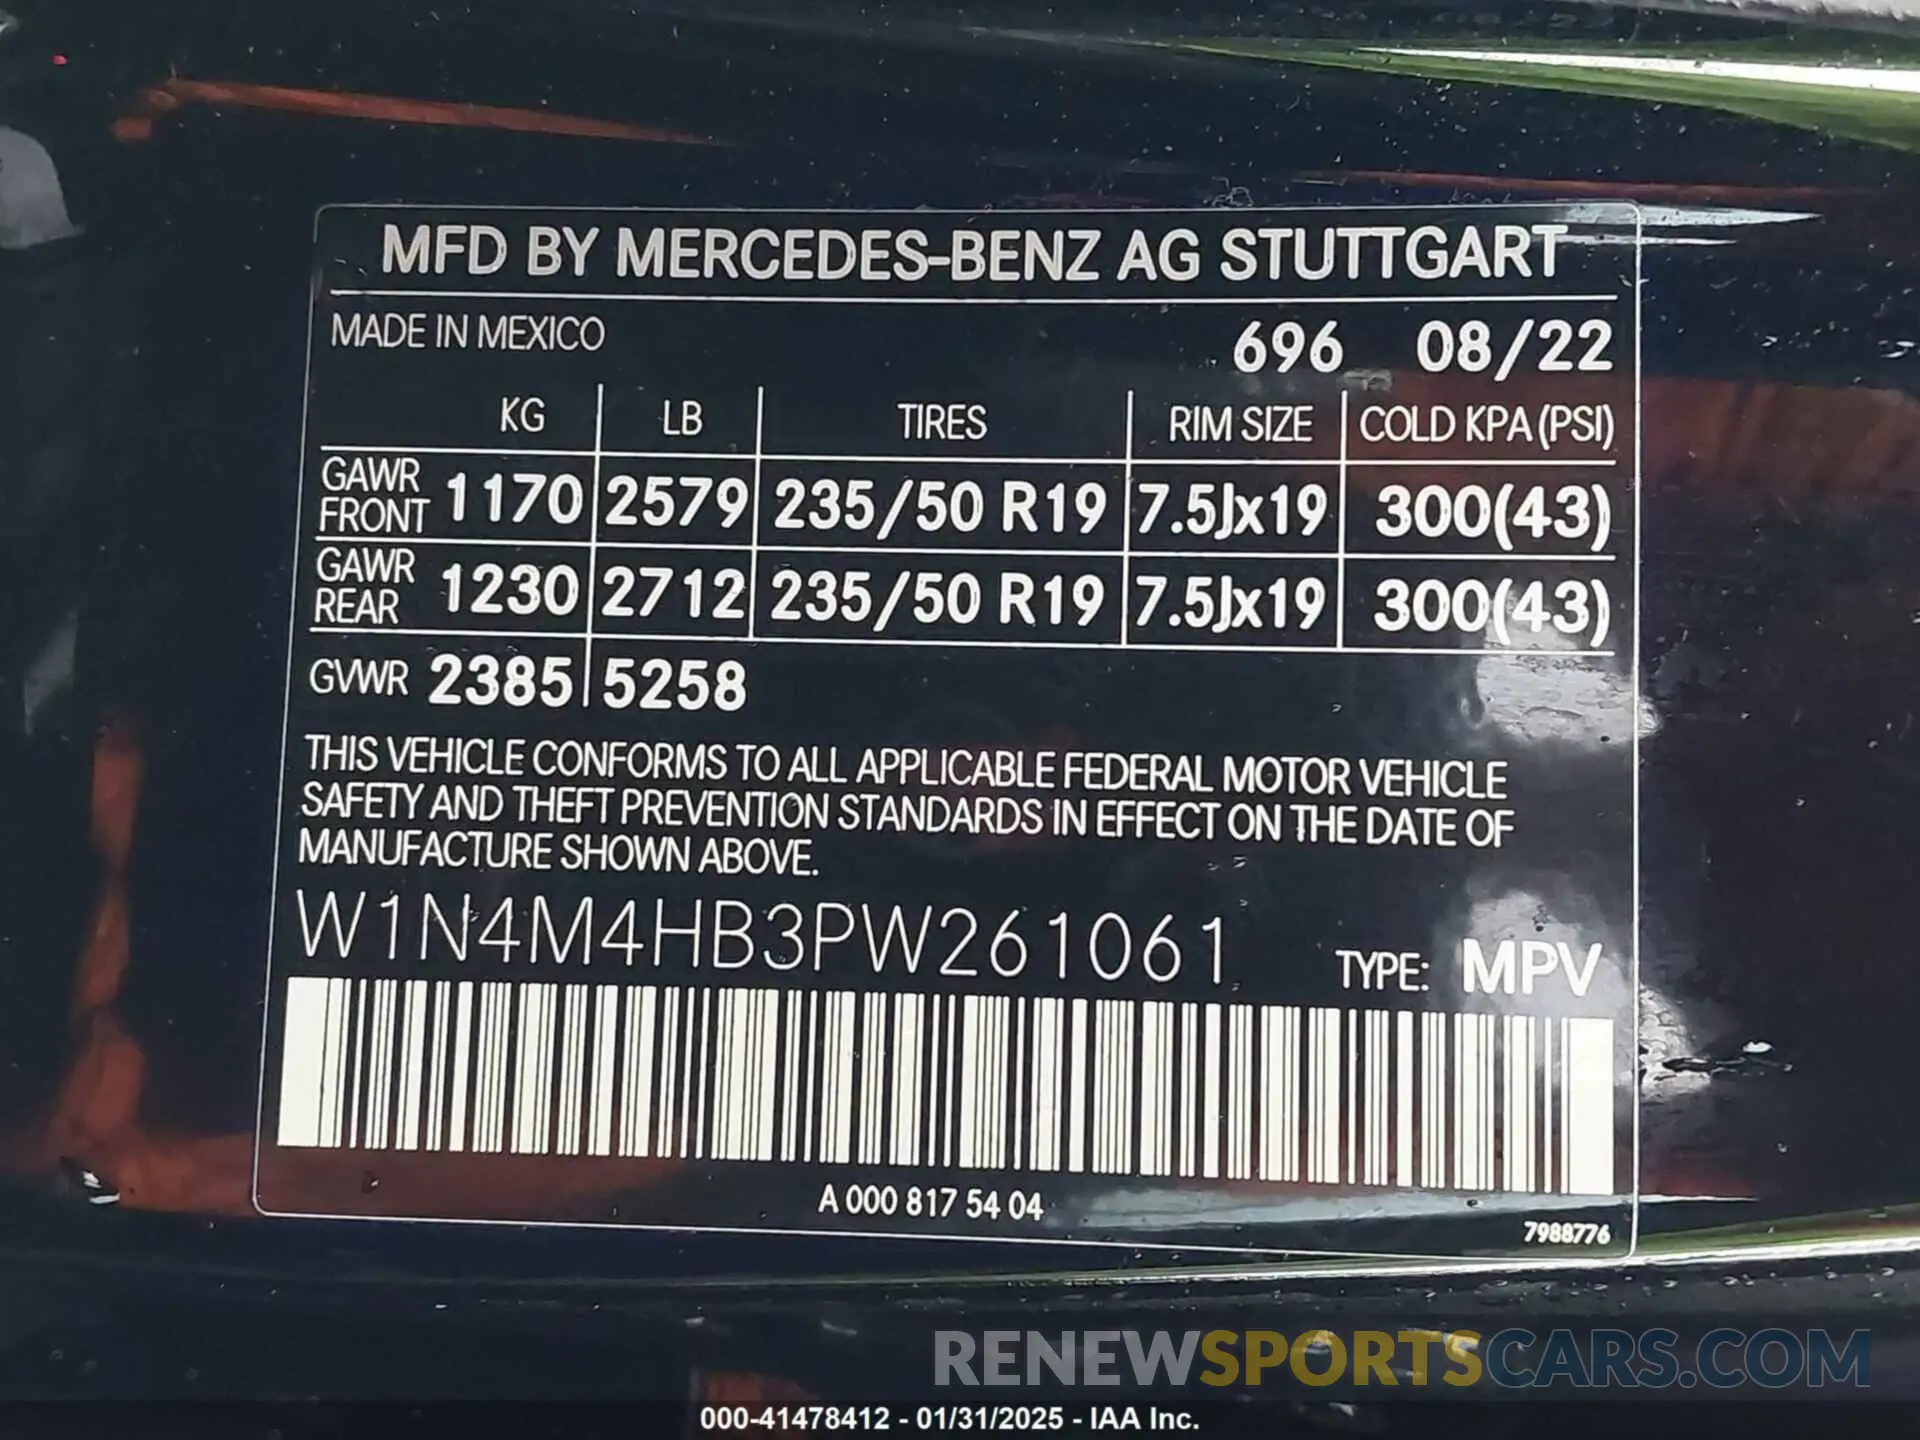 MFD BY MERCEDES-BENZ AG STUTTGART
MADE IN MEXICO 696 08/22
KG LB TIRES RIM SIZE COLD KPA (PSI)
GAWR FRONT 1170 2579 235/50 R19 7.5Jx19 300(43)
GAWR REAR 1230 2712 235/50 R19 7.5Jx19 300(43)
GVWR 2385 5258
THIS VEHICLE CONFORMS TO ALL APPLICABLE FEDERAL MOTOR VEHICLE
SAFETY AND THEFT PREVENTION STANDARDS IN EFFECT ON THE DATE OF
MANUFACTURE SHOWN ABOVE.
W1N4M4HB3PW261061 TYPE: MPV
A 000 817 54 04
7988776
RENEWSPORTSCARS.COM
000-41478412 - 01/31/2025 - IAA Inc.